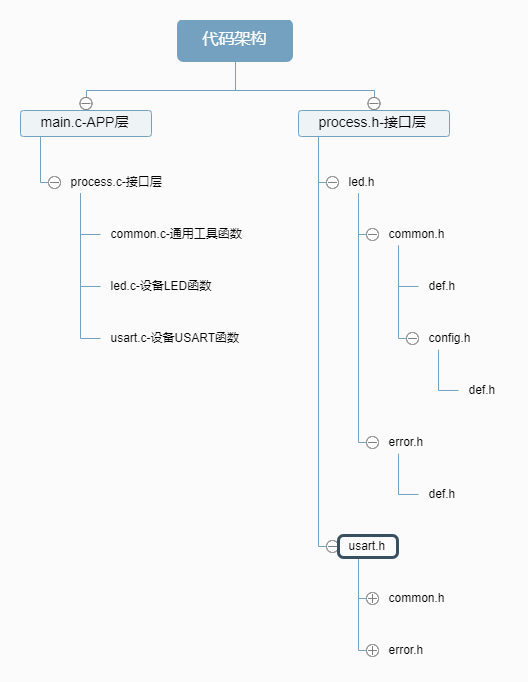 代码架构
main.c-APP层
process.c-接口层
common.c-通用工具函数
led.c-设备LED函数
usart.c-设备USART函数
process.h-接口层
led.h
common.h
def.h
config.h
def.h
error.h
def.h
usart.h
common.h
error.h